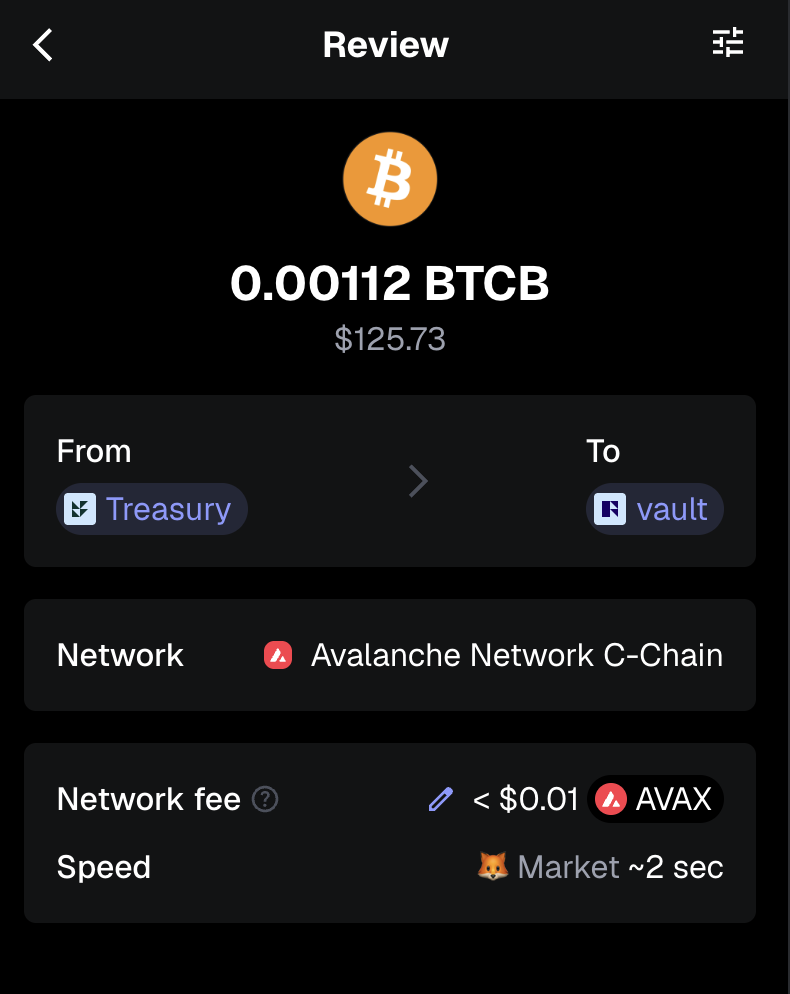 Review
0.00112 BTCB
$125.73
From
To
Treasury
vault
Network
Avalanche Network C-Chain
Network fee ?
< $0.01 AVAX
Speed
Market ~2 sec